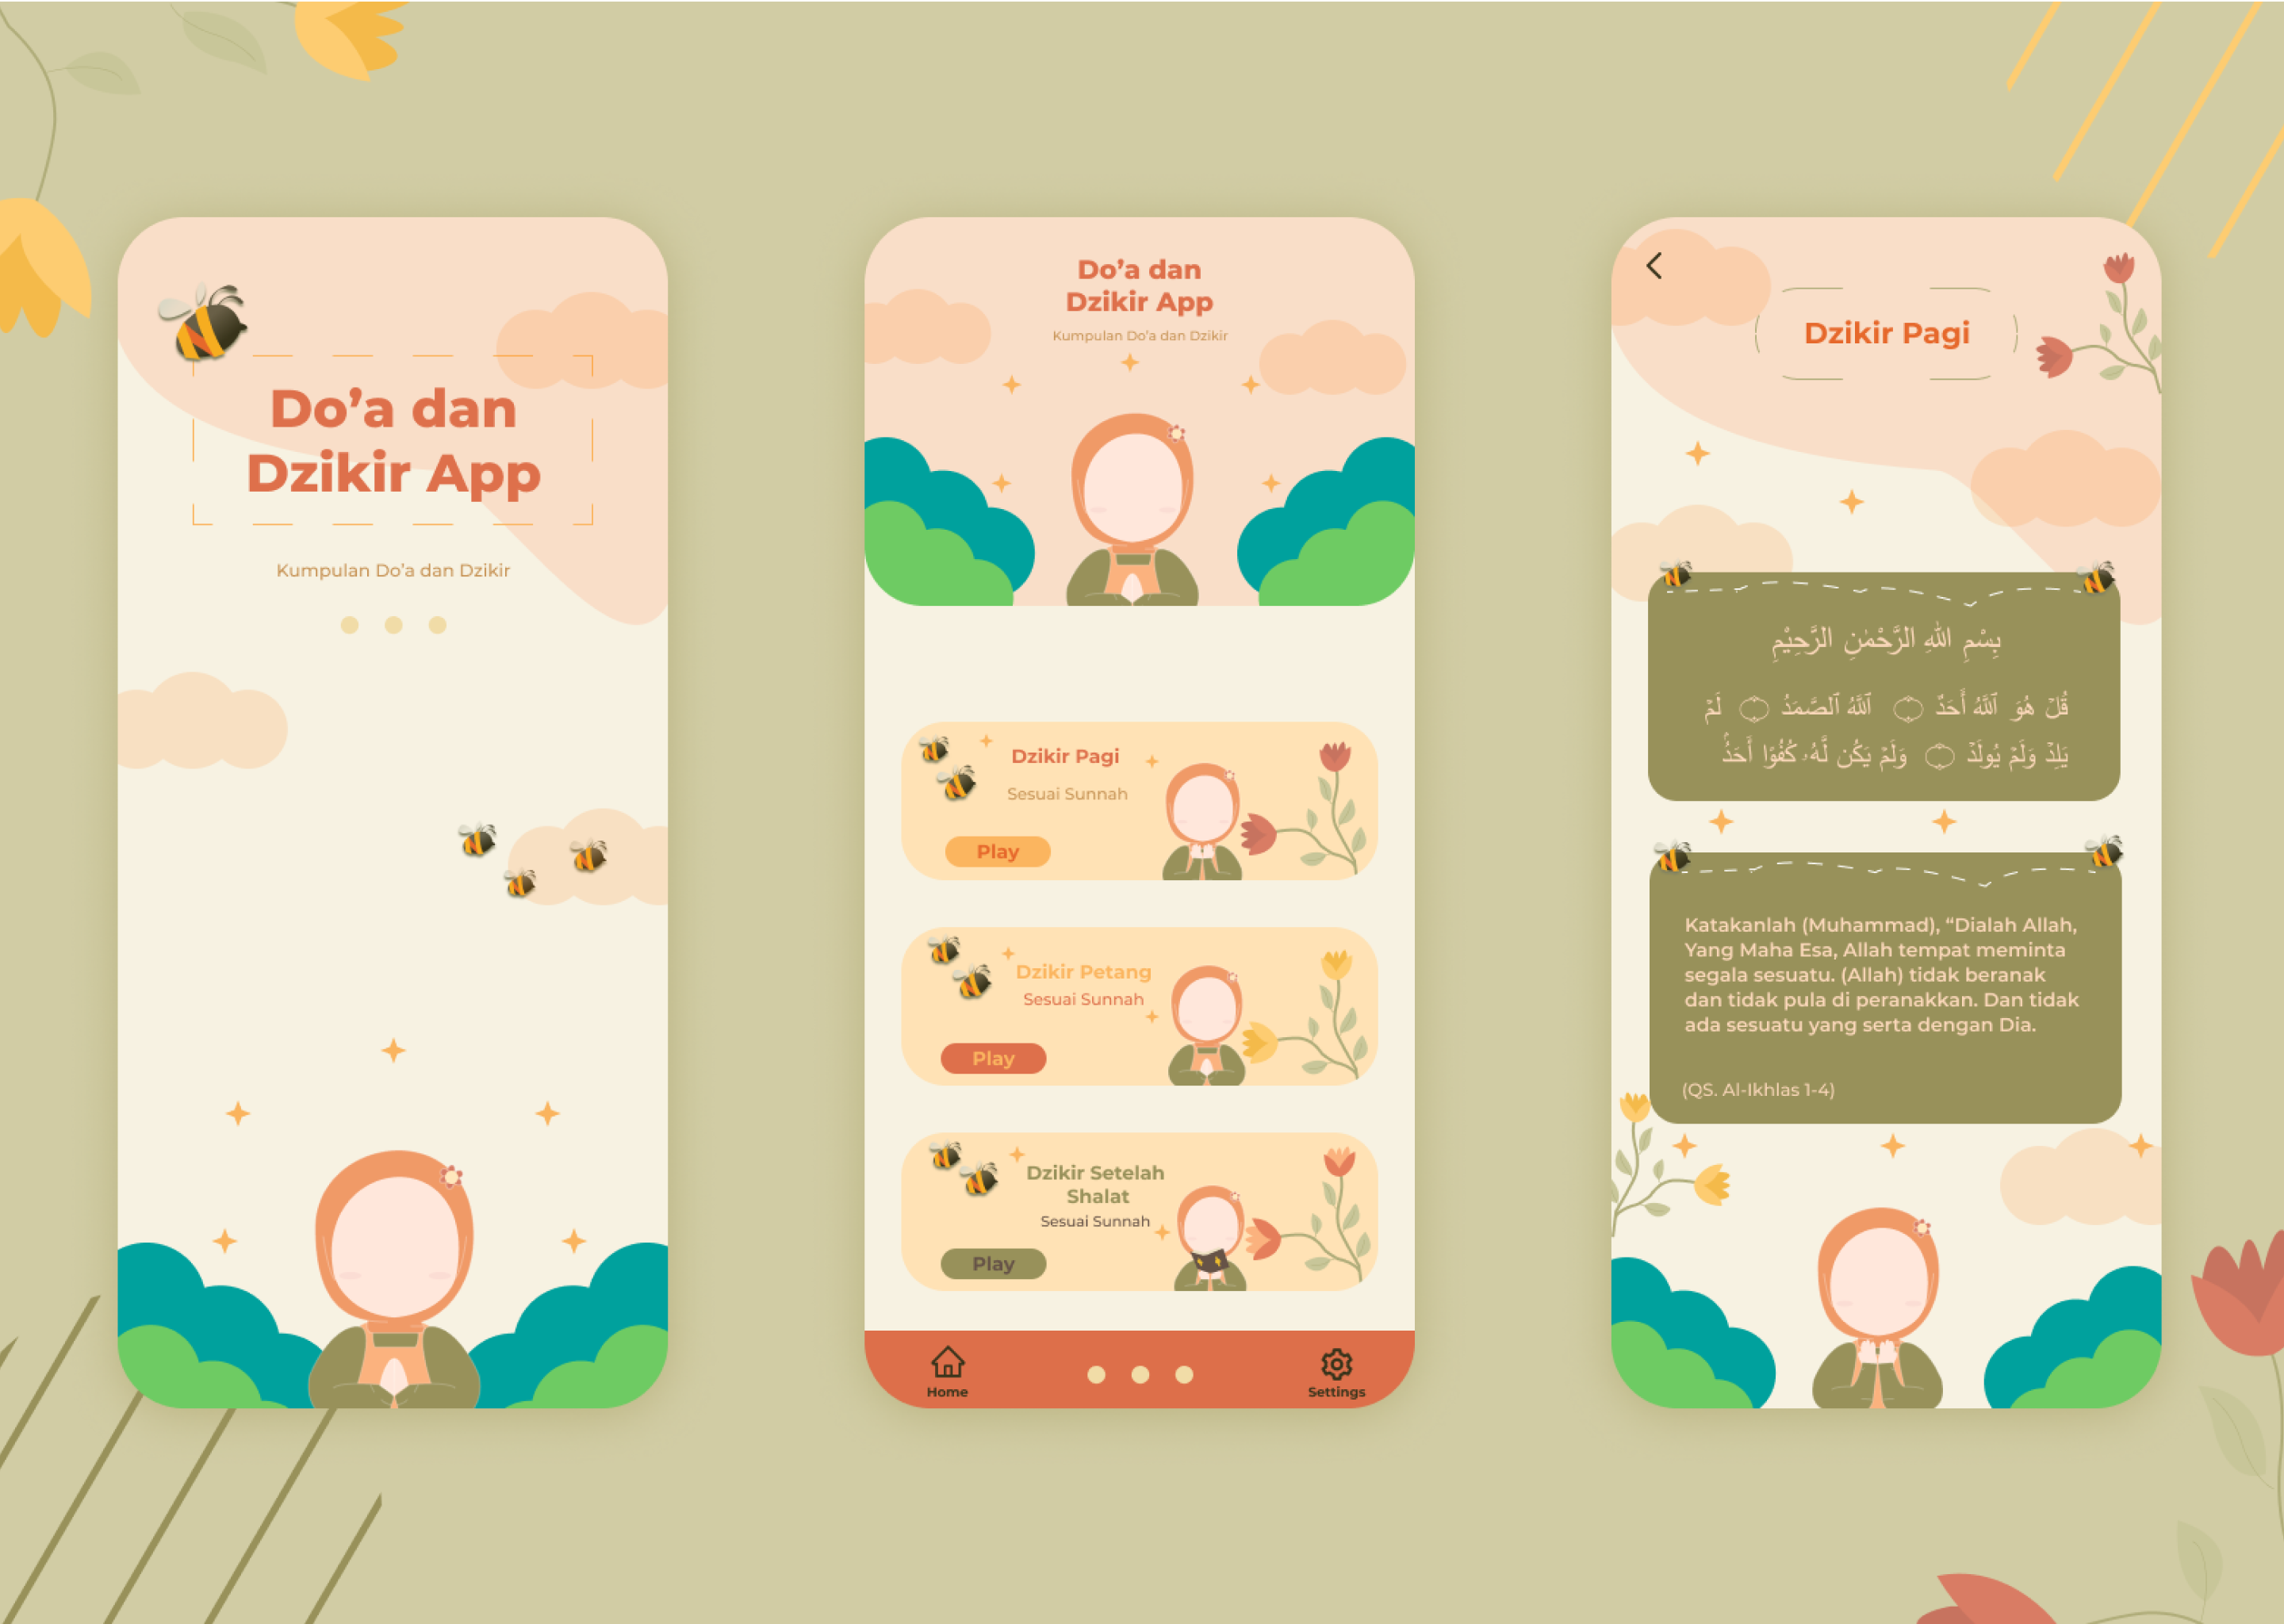 Do’a dan
Dzikir App
Kumpulan Do’a dan Dzikir
Do’a dan
Dzikir App
Kumpulan Do’a dan Dzikir
Dzikir Pagi
Sesuai Sunnah
Play
Dzikir Petang
Sesuai Sunnah
Play
Dzikir Setelah
Shalat
Sesuai Sunnah
Play
Home
Settings
Dzikir Pagi
بِسْمِ اللهِ الرَّحْمٰنِ الرَّحِيْمِ
قُلْ هُوَ ٱللَّهُ أَحَدٌ ۝ ٱللَّهُ ٱلصَّمَدُ ۝ لَمْ
يَلِدْ وَلَمْ يُولَدْ ۝ وَلَمْ يَكُن لَّهُۥ كُفُوًا أَحَدٌۢ
Katakanlah (Muhammad), “Dialah Allah,
Yang Maha Esa, Allah tempat meminta
segala sesuatu. (Allah) tidak beranak
dan tidak pula di peranakkan. Dan tidak
ada sesuatu yang serta dengan Dia.
(QS. Al-Ikhlas 1-4)